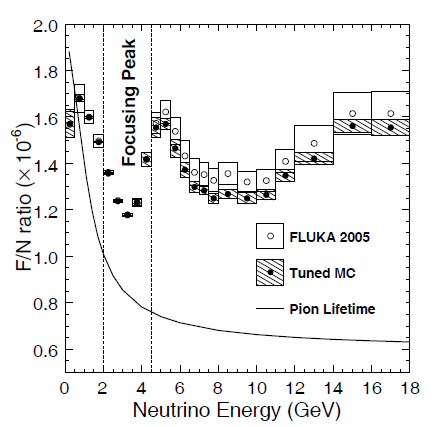 2.0
1.8
1.6
1.4
1.2
1.0
0.8
0.6
F/N ratio (×10⁻⁶)
Focusing Peak
FLUKA 2005
Tuned MC
Pion Lifetime
0 2 4 6 8 10 12 14 16 18
Neutrino Energy (GeV)